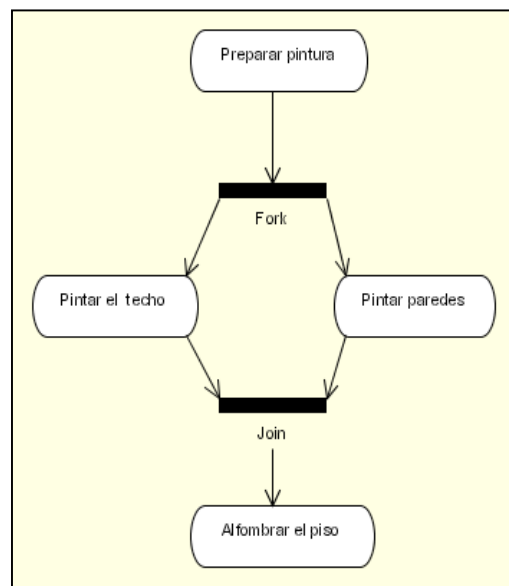 Preparar pintura
Fork
Pintar el techo
Pintar paredes
Join
Alfombrar el piso